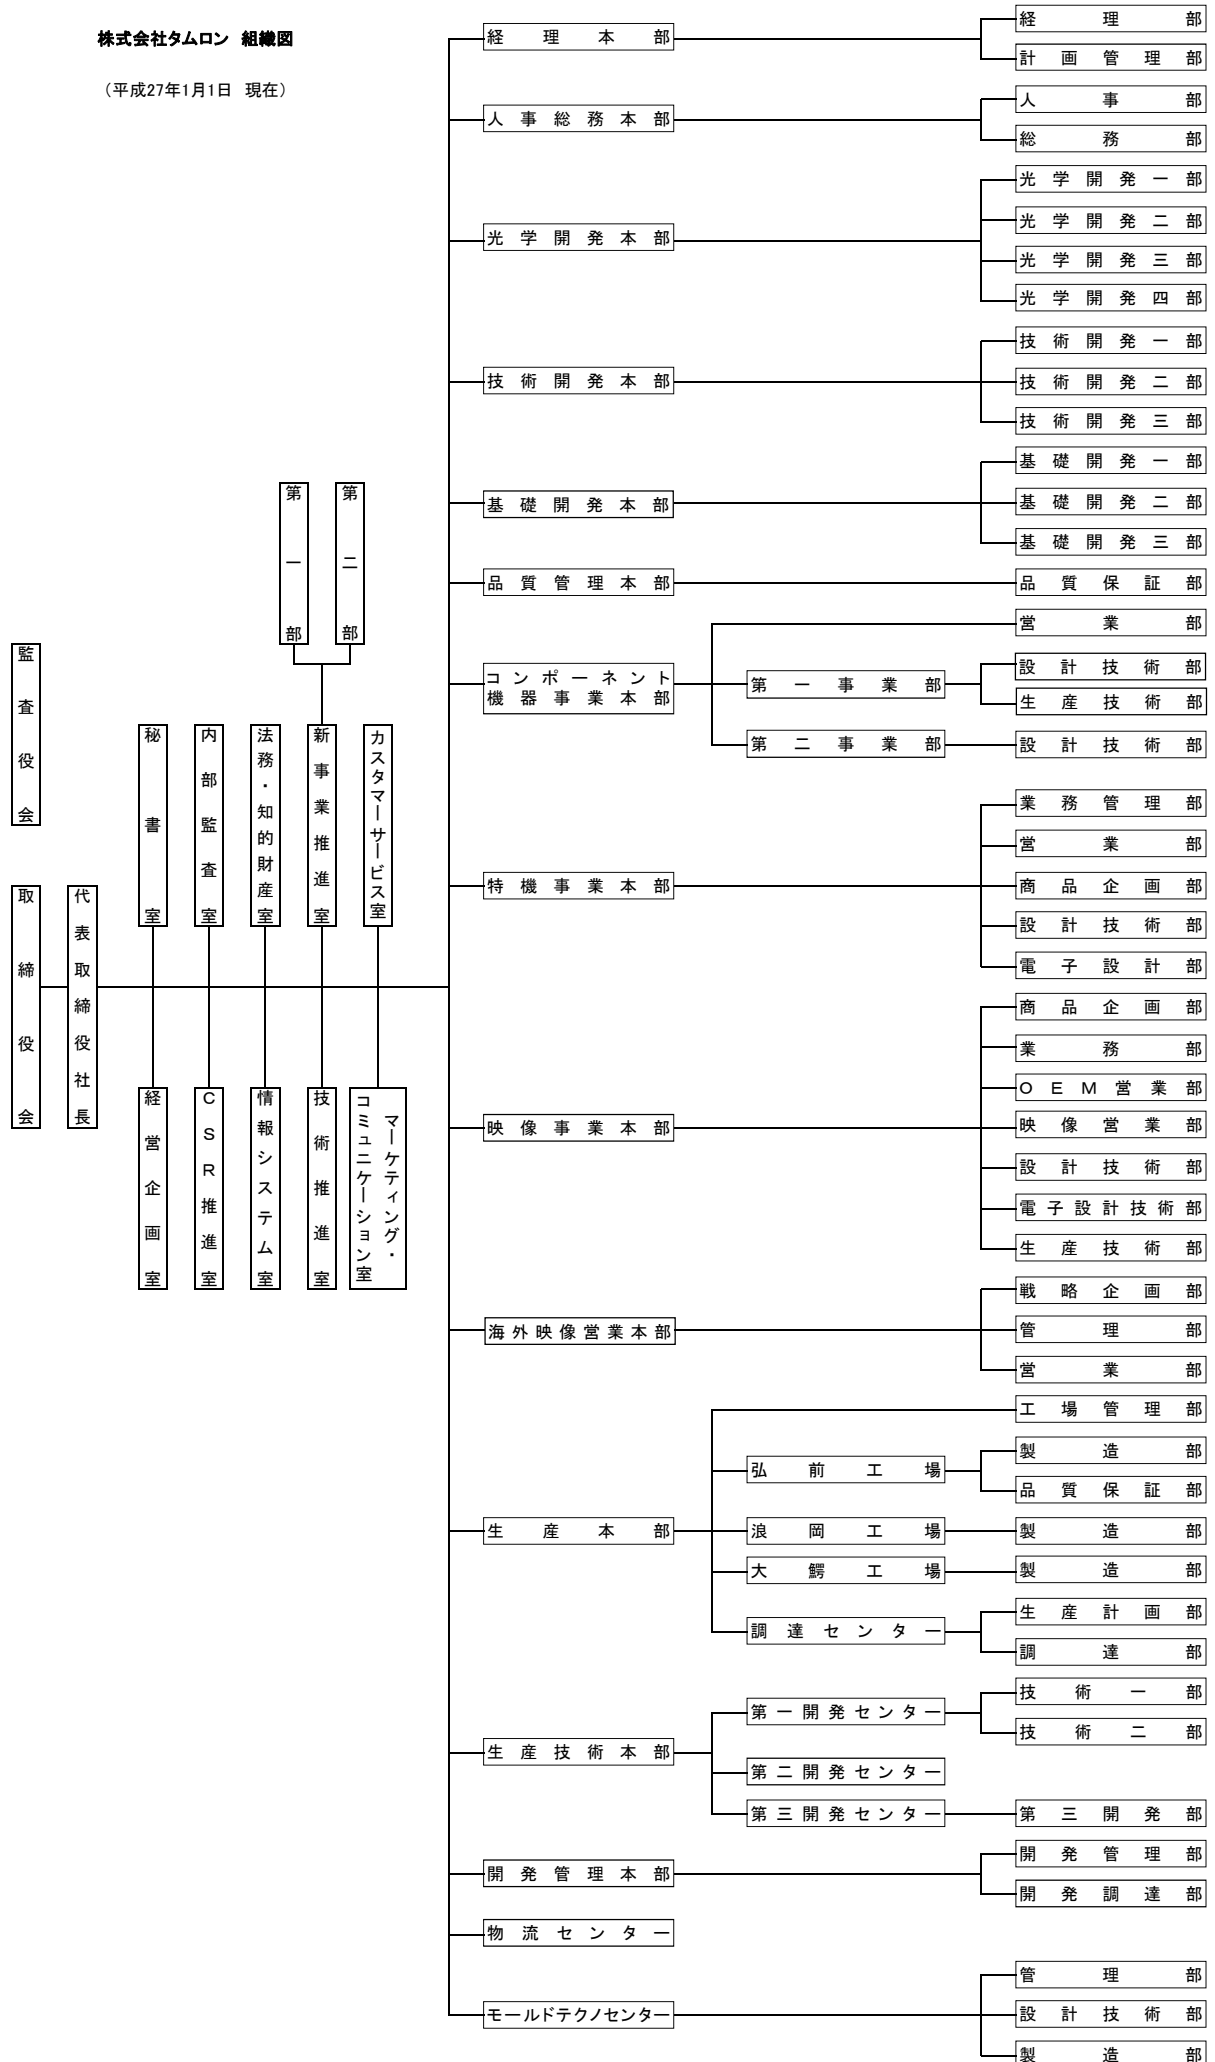 株式会社タムロン 組織図
（平成27年1月1日 現在）
監査役会
取締役会
代表取締役社長
秘書室
内部監査室
法務・知的財産室
新事業推進室
第一部
第二部
カスタマーサービス室
経営企画室
CSR推進室
情報システム室
技術推進室
マーケティング・
コミュニケーション室
経理本部
経理部
計画管理部
人事総務本部
人事部
総務部
光学開発本部
光学開発一部
光学開発二部
光学開発三部
光学開発四部
技術開発本部
技術開発一部
技術開発二部
技術開発三部
基礎開発本部
基礎開発一部
基礎開発二部
基礎開発三部
品質管理本部
品質保証部
コンポーネント
機器事業本部
営業部
第一事業部
設計技術部
生産技術部
第二事業部
設計技術部
特機事業本部
業務管理部
営業部
商品企画部
設計技術部
電子設計部
映像事業本部
商品企画部
業務部
OEM営業部
映像営業部
設計技術部
電子設計技術部
生産技術部
海外映像営業本部
戦略企画部
管理部
営業部
生産本部
工場管理部
弘前工場
製造部
品質保証部
浪岡工場
製造部
大鰐工場
製造部
調達センター
生産計画部
調達部
生産技術本部
第一開発センター
技術一部
技術二部
第二開発センター
第三開発センター
第三開発部
開発管理本部
開発管理部
開発調達部
物流センター
モールドテクノセンター
管理部
設計技術部
製造部